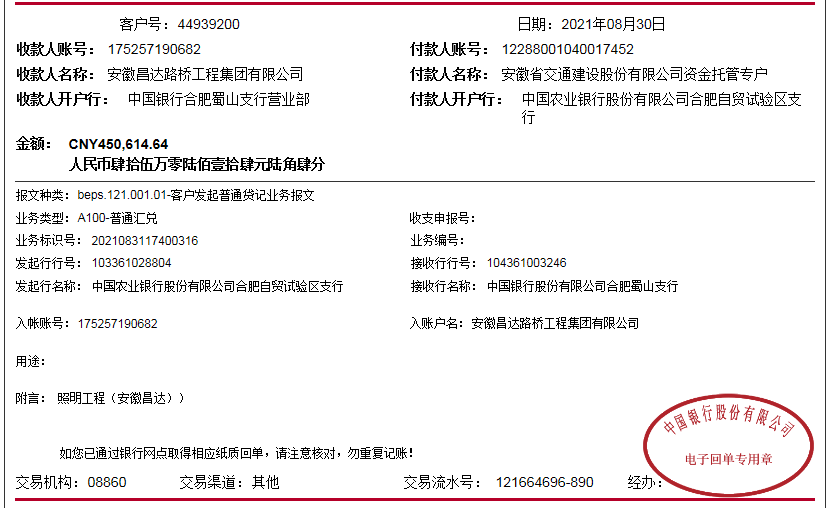 客户号：44939200 日期：2021年08月30日
收款人账号：175257190682 付款人账号：12288001040017452
收款人名称：安徽昌达路桥工程集团有限公司 付款人名称：安徽省交通建设股份有限公司资金托管专户
收款人开户行：中国银行合肥蜀山支行营业部 付款人开户行：中国农业银行股份有限公司合肥自贸试验区支
行
金额：CNY450,614.64
人民币肆拾伍万零陆佰壹拾肆元陆角肆分
报文种类：beps.121.001.01-客户发起普通贷记业务报文
业务类型：A100-普通汇兑 收支申报号：
业务标识号：2021083117400316 业务编号：
发起行行号：103361028804 接收行行号：104361003246
发起行名称：中国农业银行股份有限公司合肥自贸试验区支行 接收行名称：中国银行合肥蜀山支行
入帐账号：175257190682 入账户名：安徽昌达路桥工程集团有限公司
用途：
附言：照明工程（安徽昌达））
中国银行股份有限公司
电子回单专用章
如您已通过银行网点取得相应纸质回单，请注意核对，勿重复记账！
交易机构：08860 交易渠道：其他 交易流水号：121664696-890 经办：